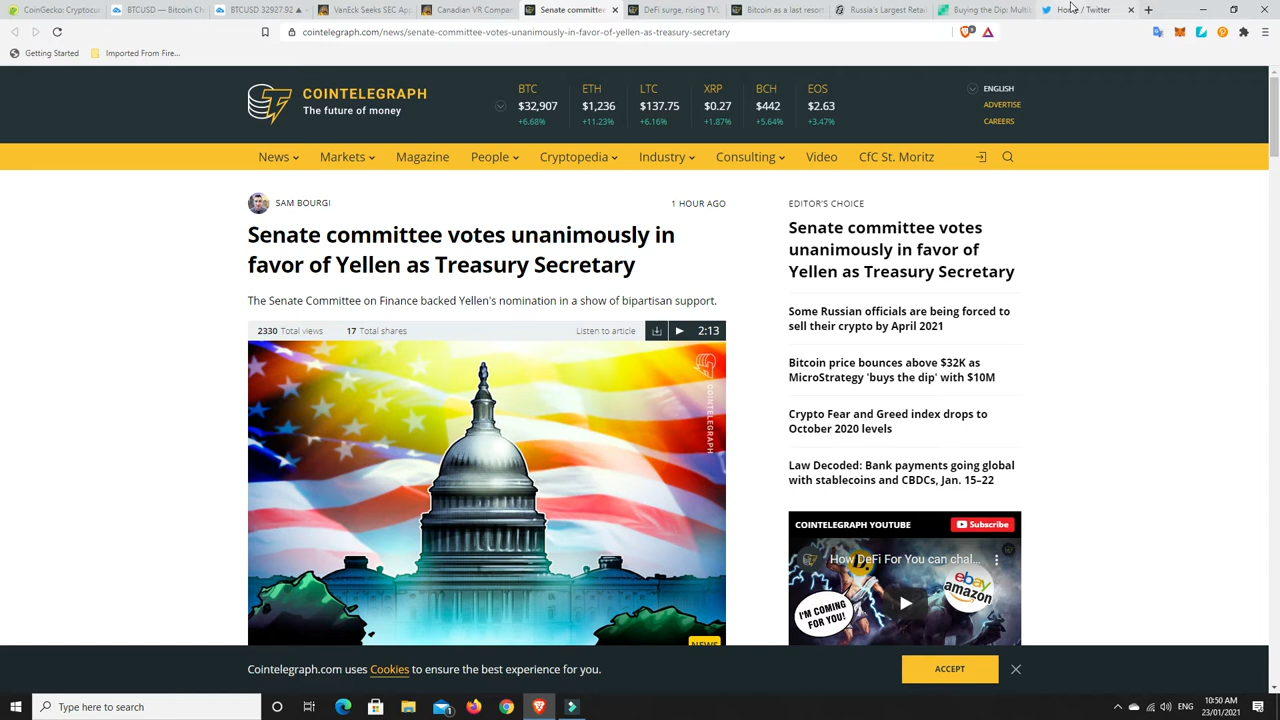 CoinGecko: Cryptocur
BTCUSD — Bitcoin Ch
BTCUSD 32927.92 ▲
VanEck Seeks SEC App
Canadian VR Compan
Senate committee
DeFi surge, rising TVL
Bitcoin as a last resort
Russia's Largest Retail
Buying the Dip: Multib
/ Twitter
cointelegraph.com/news/senate-committee-votes-unanimously-in-favor-of-yellen-as-treasury-secretary
Getting Started
Imported From Fire...
COINTELEGRAPH
The future of money
BTC ETH LTC XRP BCH EOS
$32,907 $1,236 $137.75 $0.27 $442 $2.63
+6.68% +11.23% +6.16% +1.87% +5.64% +3.47%
ENGLISH
ADVERTISE
CAREERS
News Markets Magazine People Cryptopedia Industry Consulting Video CfC St. Moritz
SAM BOURGI
1 HOUR AGO
Senate committee votes unanimously in
favor of Yellen as Treasury Secretary
The Senate Committee on Finance backed Yellen's nomination in a show of bipartisan support.
2330 Total views 17 Total shares Listen to article 2:13
COINTELEGRAPH
NEWS
EDITOR'S CHOICE
Senate committee votes
unanimously in favor of
Yellen as Treasury Secretary
Some Russian officials are being forced to
sell their crypto by April 2021
Bitcoin price bounces above $32K as
MicroStrategy 'buys the dip' with $10M
Crypto Fear and Greed index drops to
October 2020 levels
Law Decoded: Bank payments going global
with stablecoins and CBDCs, Jan. 15–22
COINTELEGRAPH YOUTUBE
Subscribe
How DeFi For You can chal...
ebay
amazon
I'M COMING
FOR YOU!
Cointelegraph.com uses Cookies to ensure the best experience for you.
ACCEPT
Type here to search
ENG
10:50 AM
23/01/2021